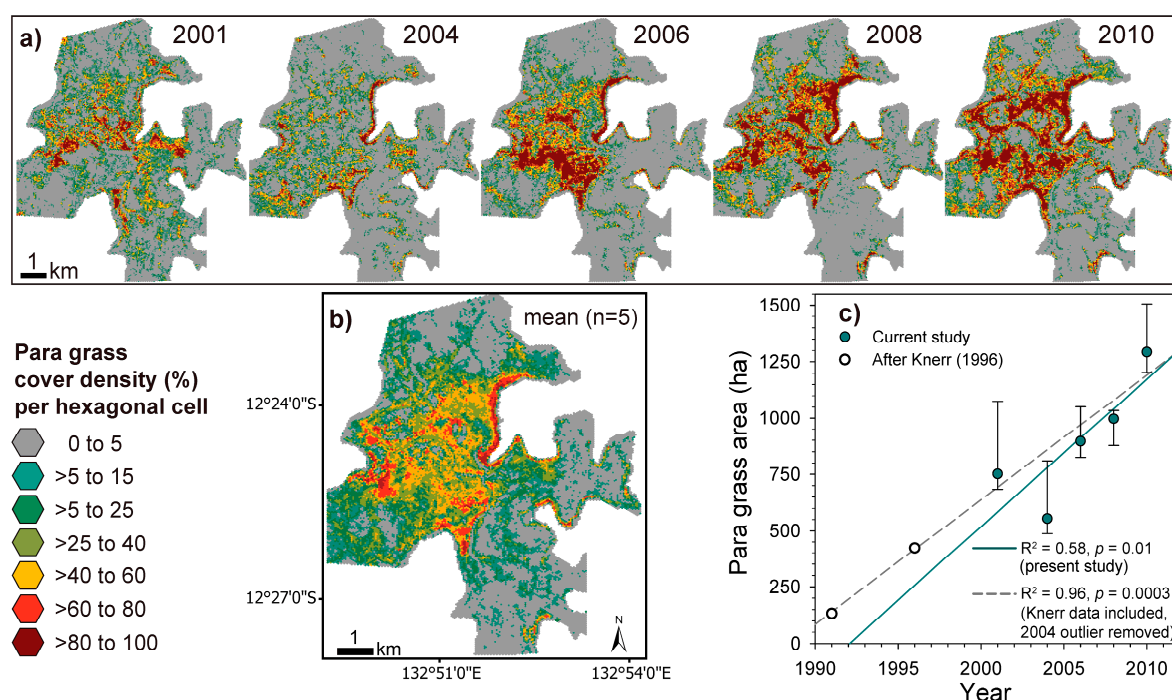 a)
2001
2004
2006
2008
2010
1
km
Para grass
cover density (%)
per hexagonal cell
0 to 5
>5 to 15
>5 to 25
>25 to 40
>40 to 60
>60 to 80
>80 to 100
b)
mean (n=5)
12°24'0"S
12°27'0"S
1
km
N
132°51'0"E
132°54'0"E
c)
Current study
After Knerr (1996)
Para grass area (ha)
1500
1250
1000
750
500
250
0
R² = 0.58, p = 0.01
(present study)
R² = 0.96, p = 0.0003
(Knerr data included,
2004 outlier removed)
1990
1995
2000
2005
2010
Year